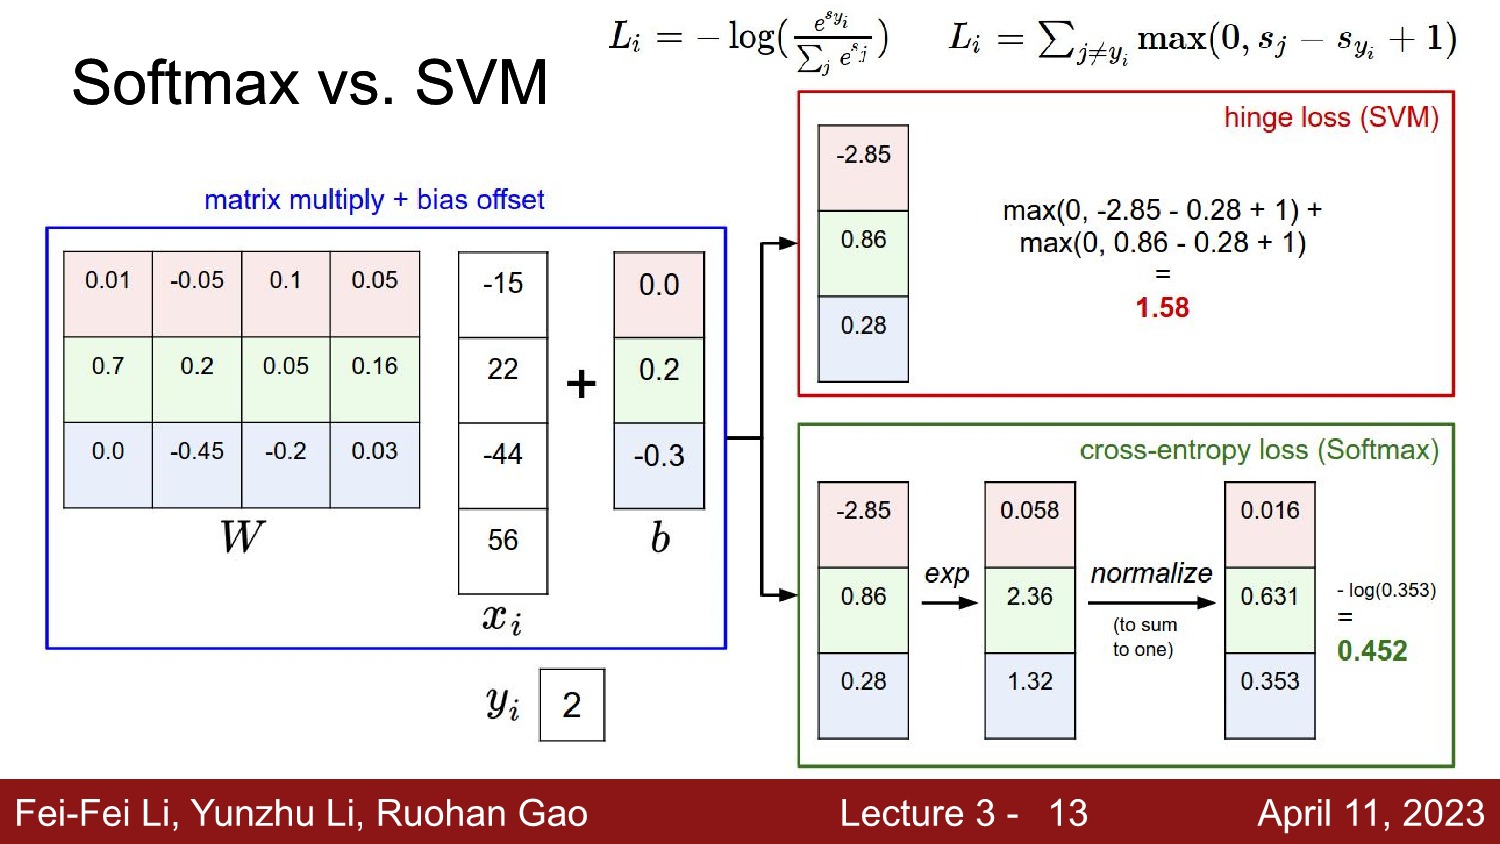 Softmax vs. SVM
L_i = − log(e^{s_{y_i}} / ∑_j e^{s_j})
L_i = ∑_{j≠y_i} max(0, s_j − s_{y_i} + 1)
matrix multiply + bias offset
0.01 -0.05 0.1 0.05
0.7 0.2 0.05 0.16
0.0 -0.45 -0.2 0.03
W
-15
22
-44
56
x_i
+
0.0
0.2
-0.3
b
y_i 2
hinge loss (SVM)
-2.85
0.86
0.28
max(0, -2.85 - 0.28 + 1) +
max(0, 0.86 - 0.28 + 1)
=
1.58
cross-entropy loss (Softmax)
-2.85
0.86
0.28
exp
0.058
2.36
1.32
normalize
(to sum
to one)
0.016
0.631
0.353
- log(0.353)
=
0.452
Fei-Fei Li, Yunzhu Li, Ruohan Gao Lecture 3 - 13 April 11, 2023